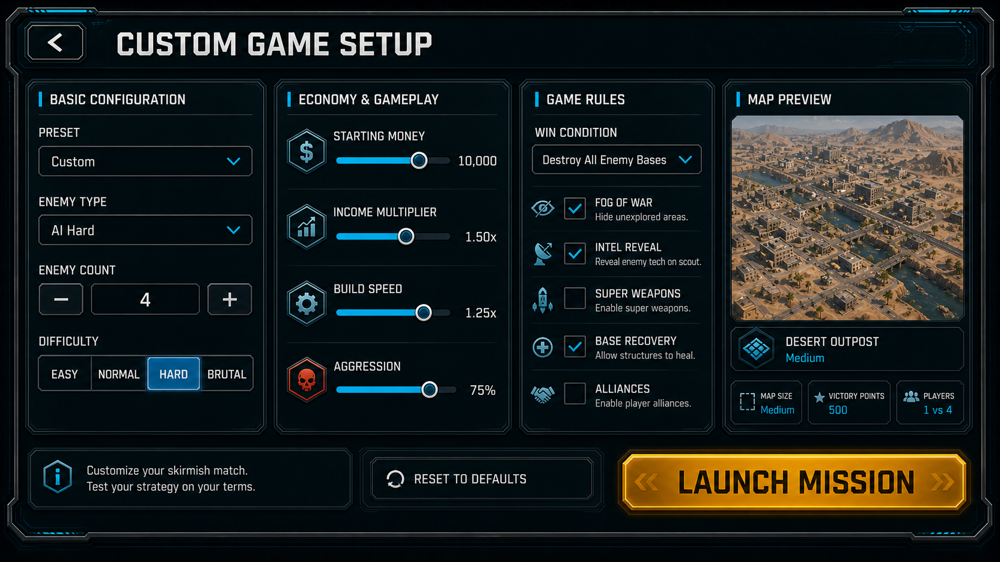 CUSTOM GAME SETUP
BASIC CONFIGURATION
PRESET
Custom
ENEMY TYPE
AI Hard
ENEMY COUNT
4
DIFFICULTY
EASY
NORMAL
HARD
BRUTAL
ECONOMY & GAMEPLAY
STARTING MONEY
10,000
INCOME MULTIPLIER
1.50x
BUILD SPEED
1.25x
AGGRESSION
75%
GAME RULES
WIN CONDITION
Destroy All Enemy Bases
FOG OF WAR
Hide unexplored areas.
INTEL REVEAL
Reveal enemy tech on scout.
SUPER WEAPONS
Enable super weapons.
BASE RECOVERY
Allow structures to heal.
ALLIANCES
Enable player alliances.
MAP PREVIEW
DESERT OUTPOST
Medium
MAP SIZE
Medium
VICTORY POINTS
500
PLAYERS
1 vs 4
Customize your skirmish match.
Test your strategy on your terms.
RESET TO DEFAULTS
LAUNCH MISSION